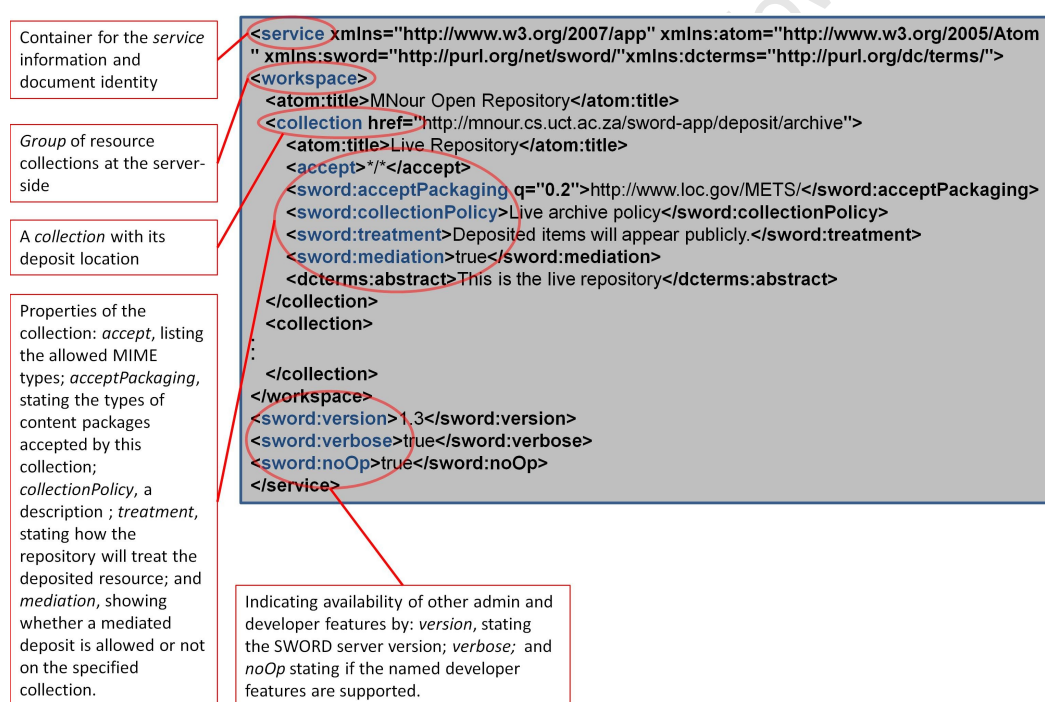 Container for the service
information and
document identity
Group of resource
collections at the server-
side
A collection with its
deposit location
Properties of the
collection: accept, listing
the allowed MIME
types; acceptPackaging,
stating the types of
content packages
accepted by this
collection;
collectionPolicy, a
description ; treatment,
stating how the
repository will treat the
deposited resource; and
mediation, showing
whether a mediated
deposit is allowed or not
on the specified
collection.
<service xmlns="http://www.w3.org/2007/app" xmlns:atom="http://www.w3.org/2005/Atom
" xmlns:sword="http://purl.org/net/sword/"xmlns:dcterms="http://purl.org/dc/terms/">
<workspace>
<atom:title>MNour Open Repository</atom:title>
<collection href="http://mnour.cs.uct.ac.za/sword-app/deposit/archive">
<atom:title>Live Repository</atom:title>
<accept>*/*</accept>
<sword:acceptPackaging q="0.2">http://www.loc.gov/METS/</sword:acceptPackaging>
<sword:collectionPolicy>Live archive policy</sword:collectionPolicy>
<sword:treatment>Deposited items will appear publicly.</sword:treatment>
<sword:mediation>true</sword:mediation>
<dcterms:abstract>This is the live repository</dcterms:abstract>
</collection>
<collection>
⋮
</collection>
</workspace>
<sword:version>1.3</sword:version>
<sword:verbose>true</sword:verbose>
<sword:noOp>true</sword:noOp>
</service>
Indicating availability of other admin and
developer features by: version, stating
the SWORD server version; verbose; and
noOp stating if the named developer
features are supported.